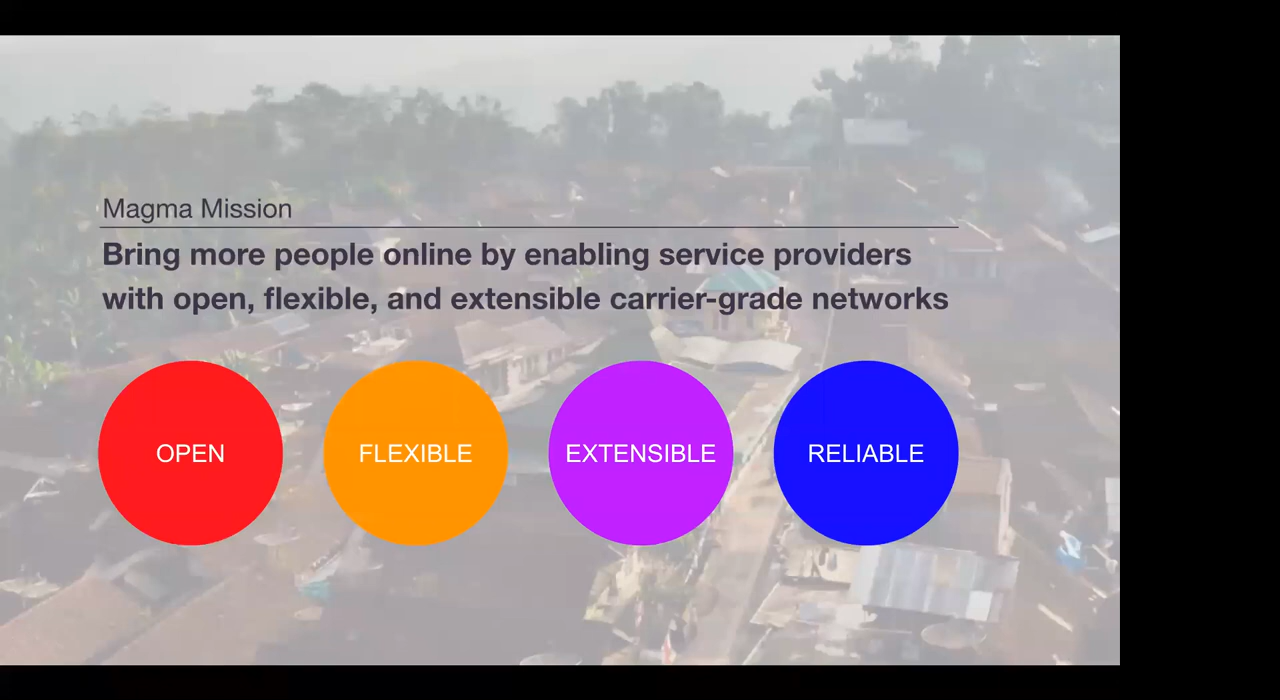 Magma Mission
Bring more people online by enabling service providers
with open, flexible, and extensible carrier-grade networks
OPEN
FLEXIBLE
EXTENSIBLE
RELIABLE